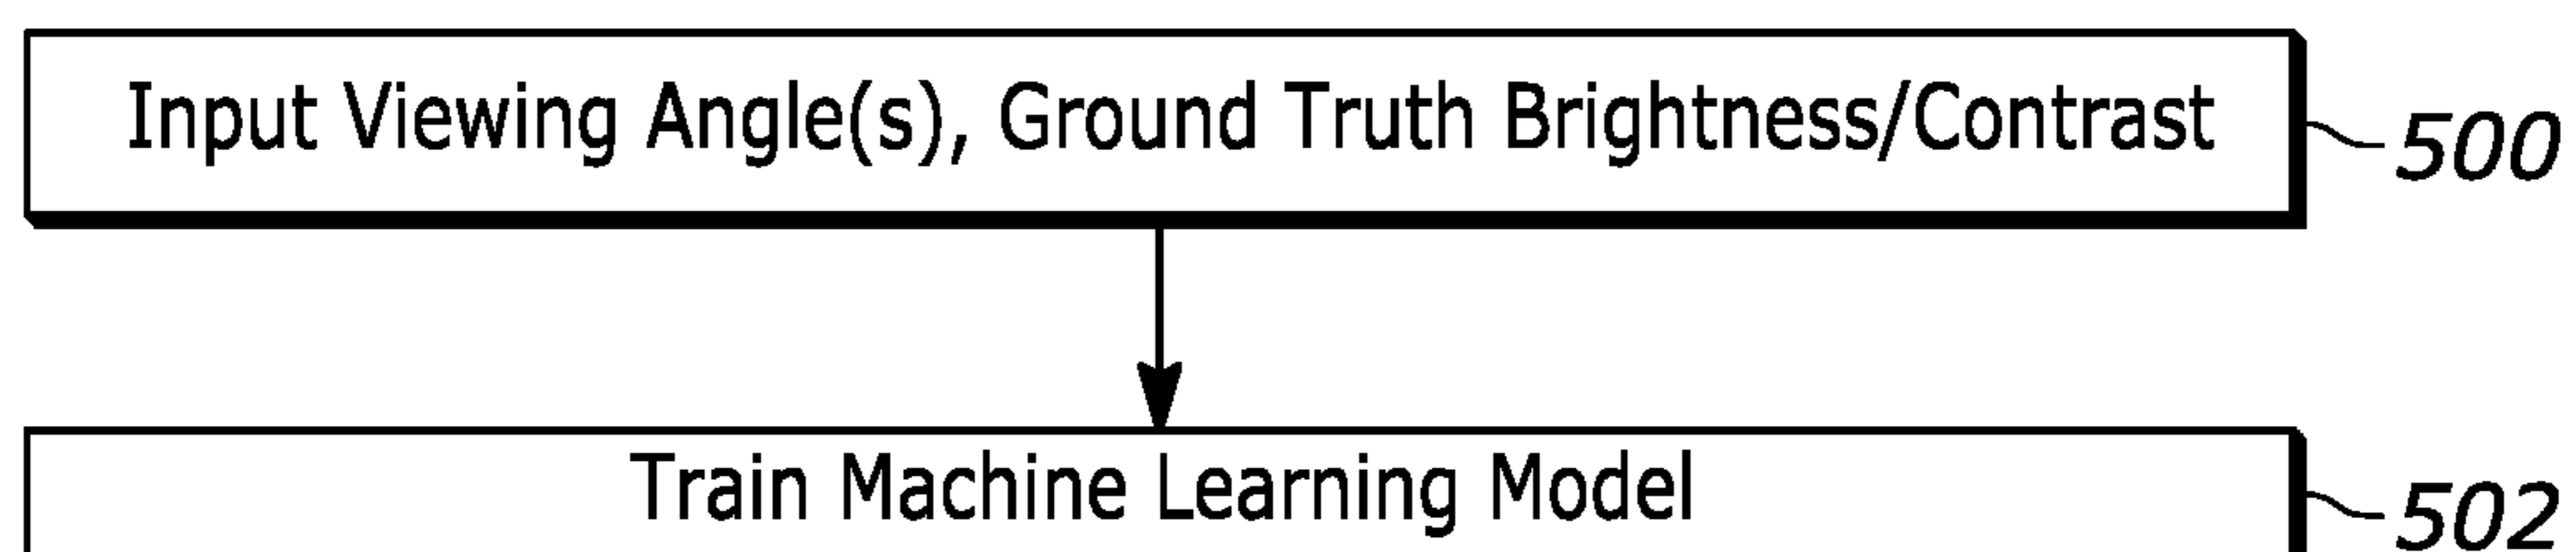 Input Viewing Angle(s), Ground Truth Brightness/Contrast
500
Train Machine Learning Model
502